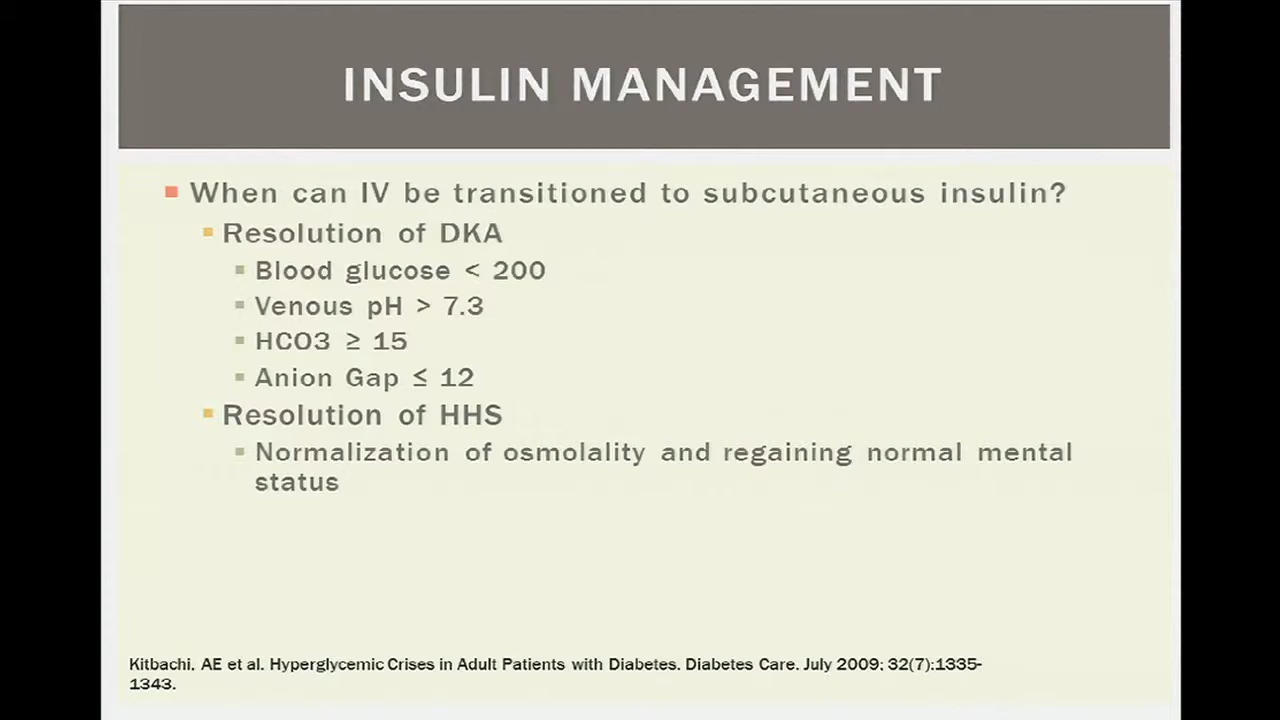 INSULIN MANAGEMENT
When can IV be transitioned to subcutaneous insulin?
Resolution of DKA
Blood glucose < 200
Venous pH > 7.3
HCO3 ≥ 15
Anion Gap ≤ 12
Resolution of HHS
Normalization of osmolality and regaining normal mental
status
Kitbachi, AE et al. Hyperglycemic Crises in Adult Patients with Diabetes. Diabetes Care. July 2009; 32(7):1335-
1343.